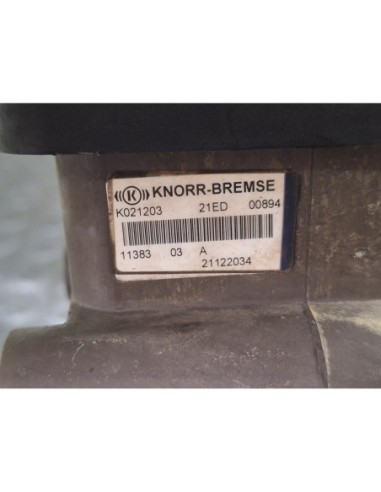 K KNORR-BREMSE
K021203 21ED 00894
11383 03 A
21122034